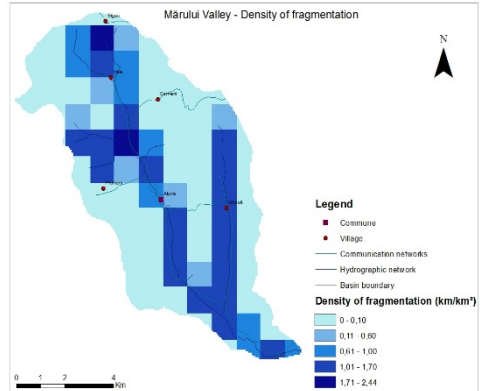 Mărului Valley - Density of fragmentation
N
Legend
Commune
Village
Communication networks
Hydrographic network
Basin boundary
Density of fragmentation (km/km²)
0 - 0,10
0,11 - 0,60
0,61 - 1,00
1,01 - 1,70
1,71 - 2,44
0 1 2 4
Km